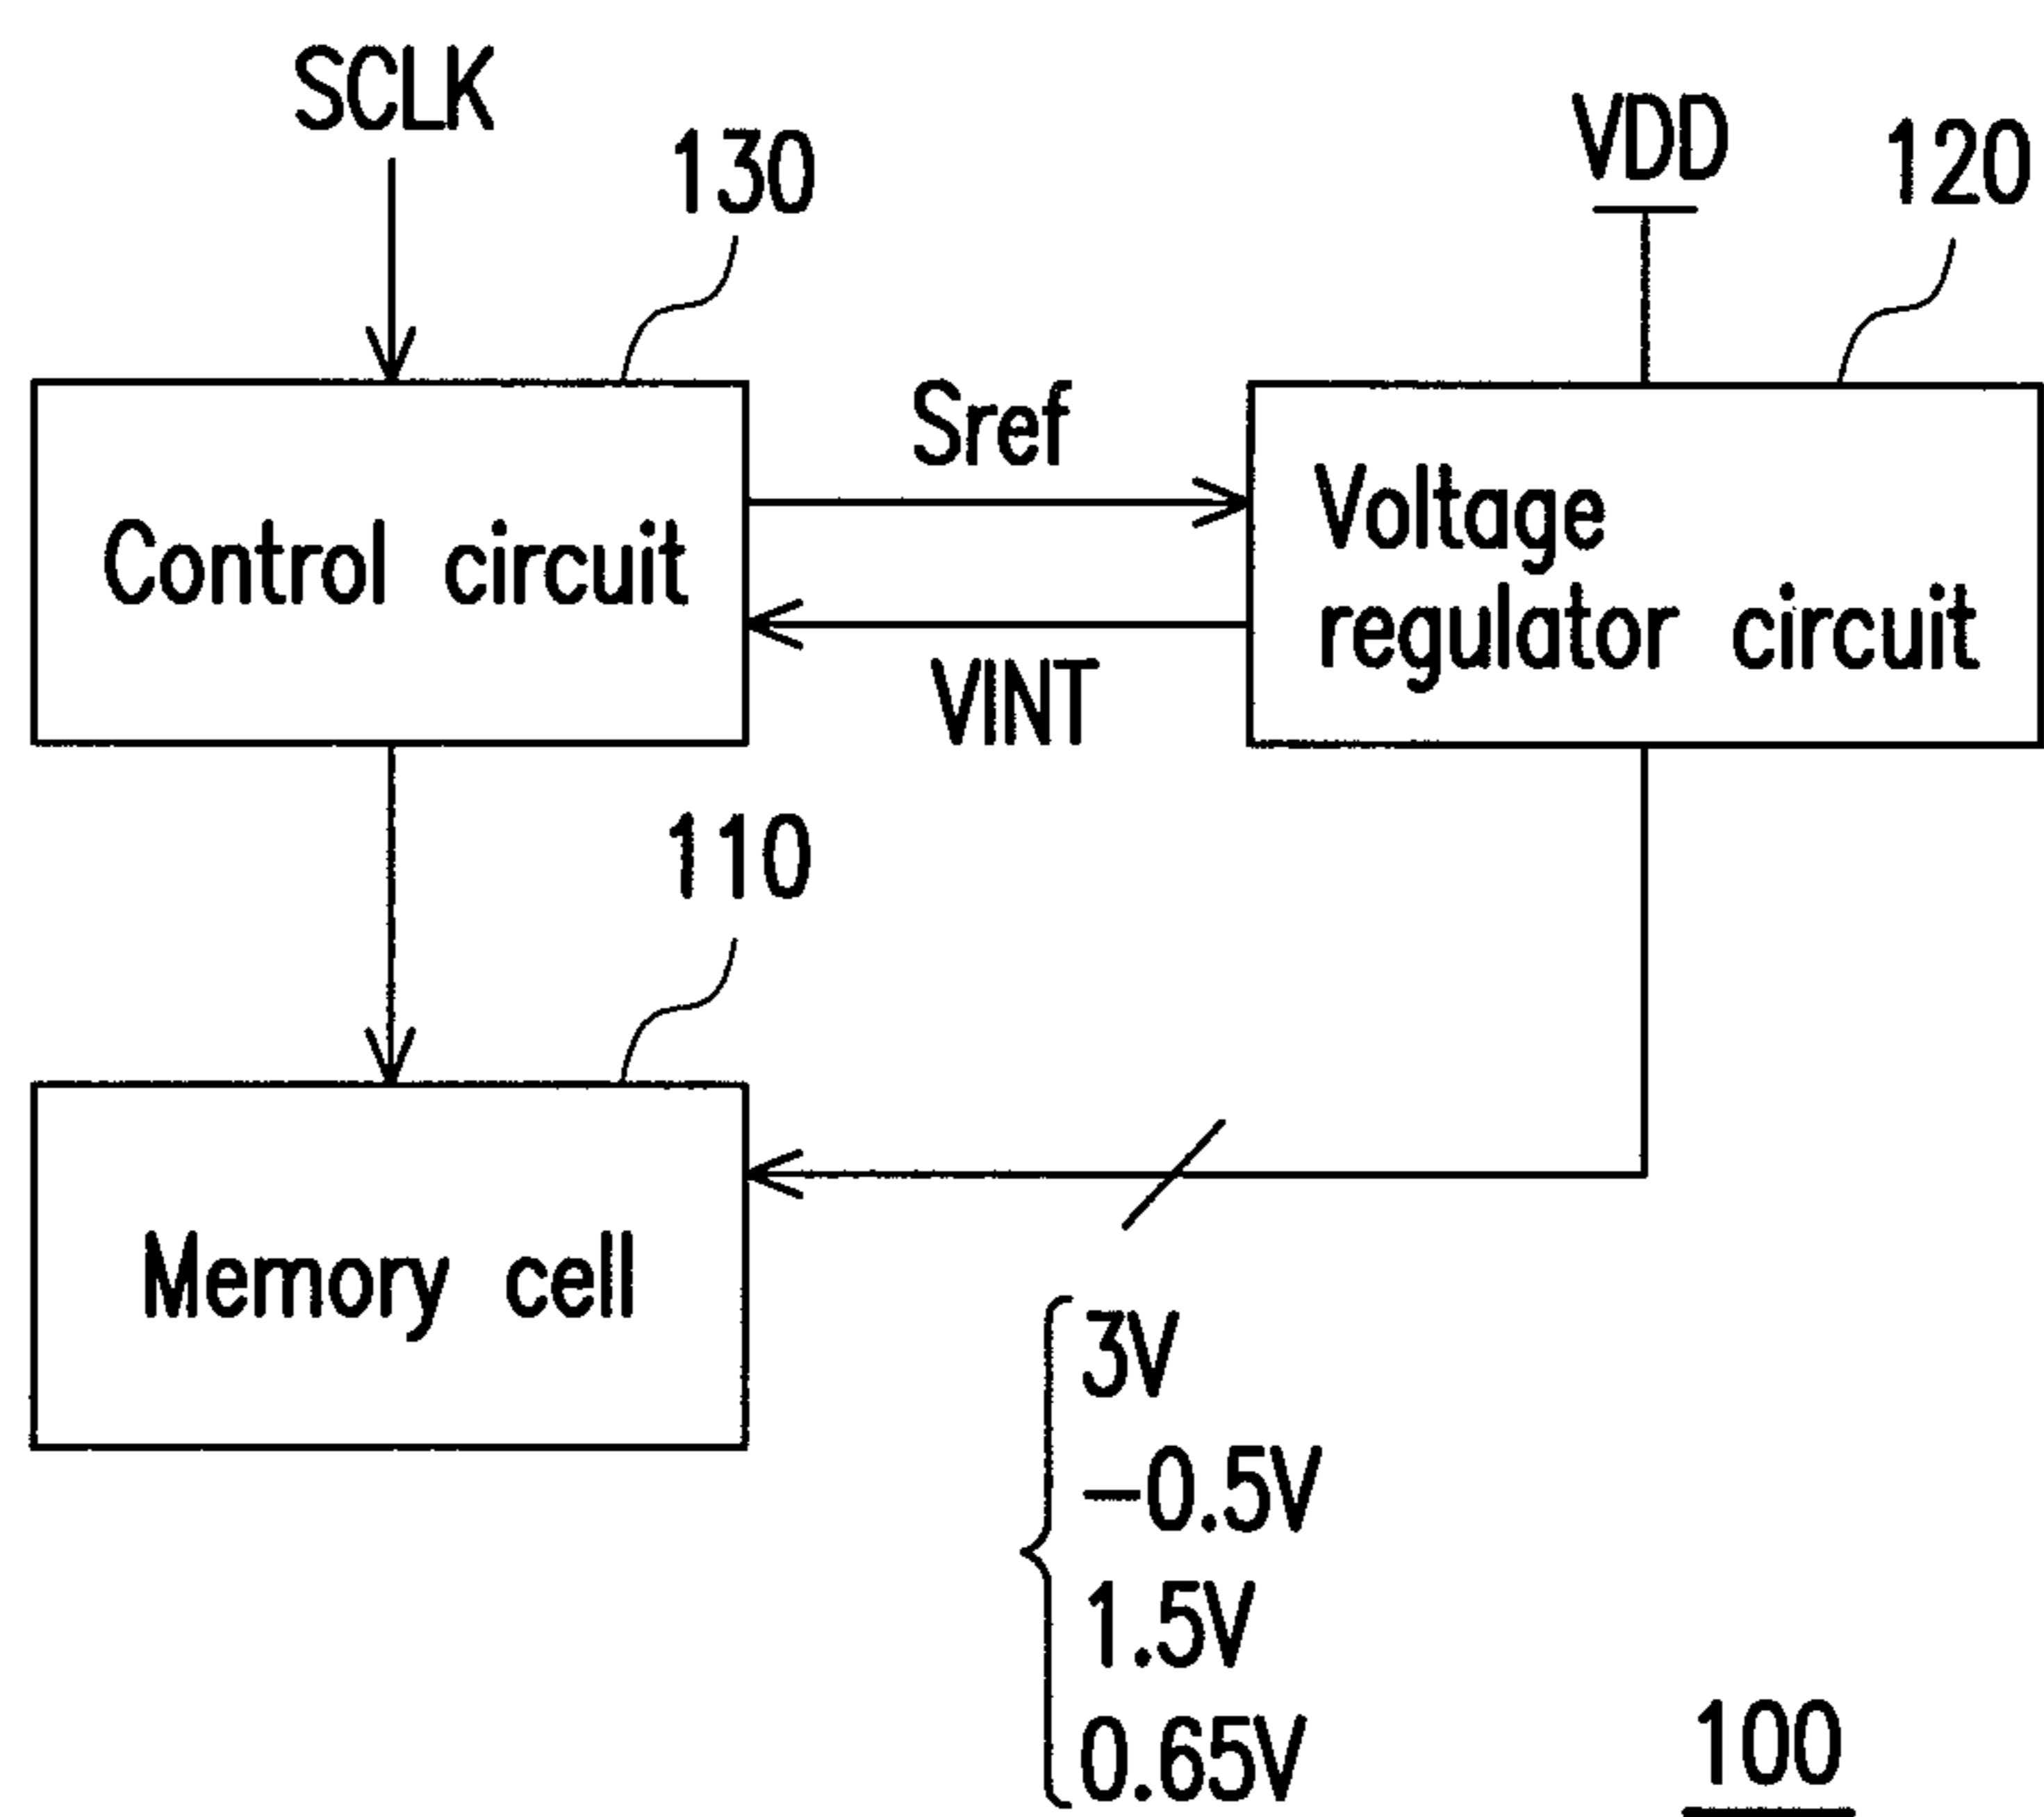 SCLK
130
VDD
120
Control circuit
Sref
VINT
Voltage
regulator circuit
110
Memory cell
3V
-0.5V
1.5V
0.65V
100